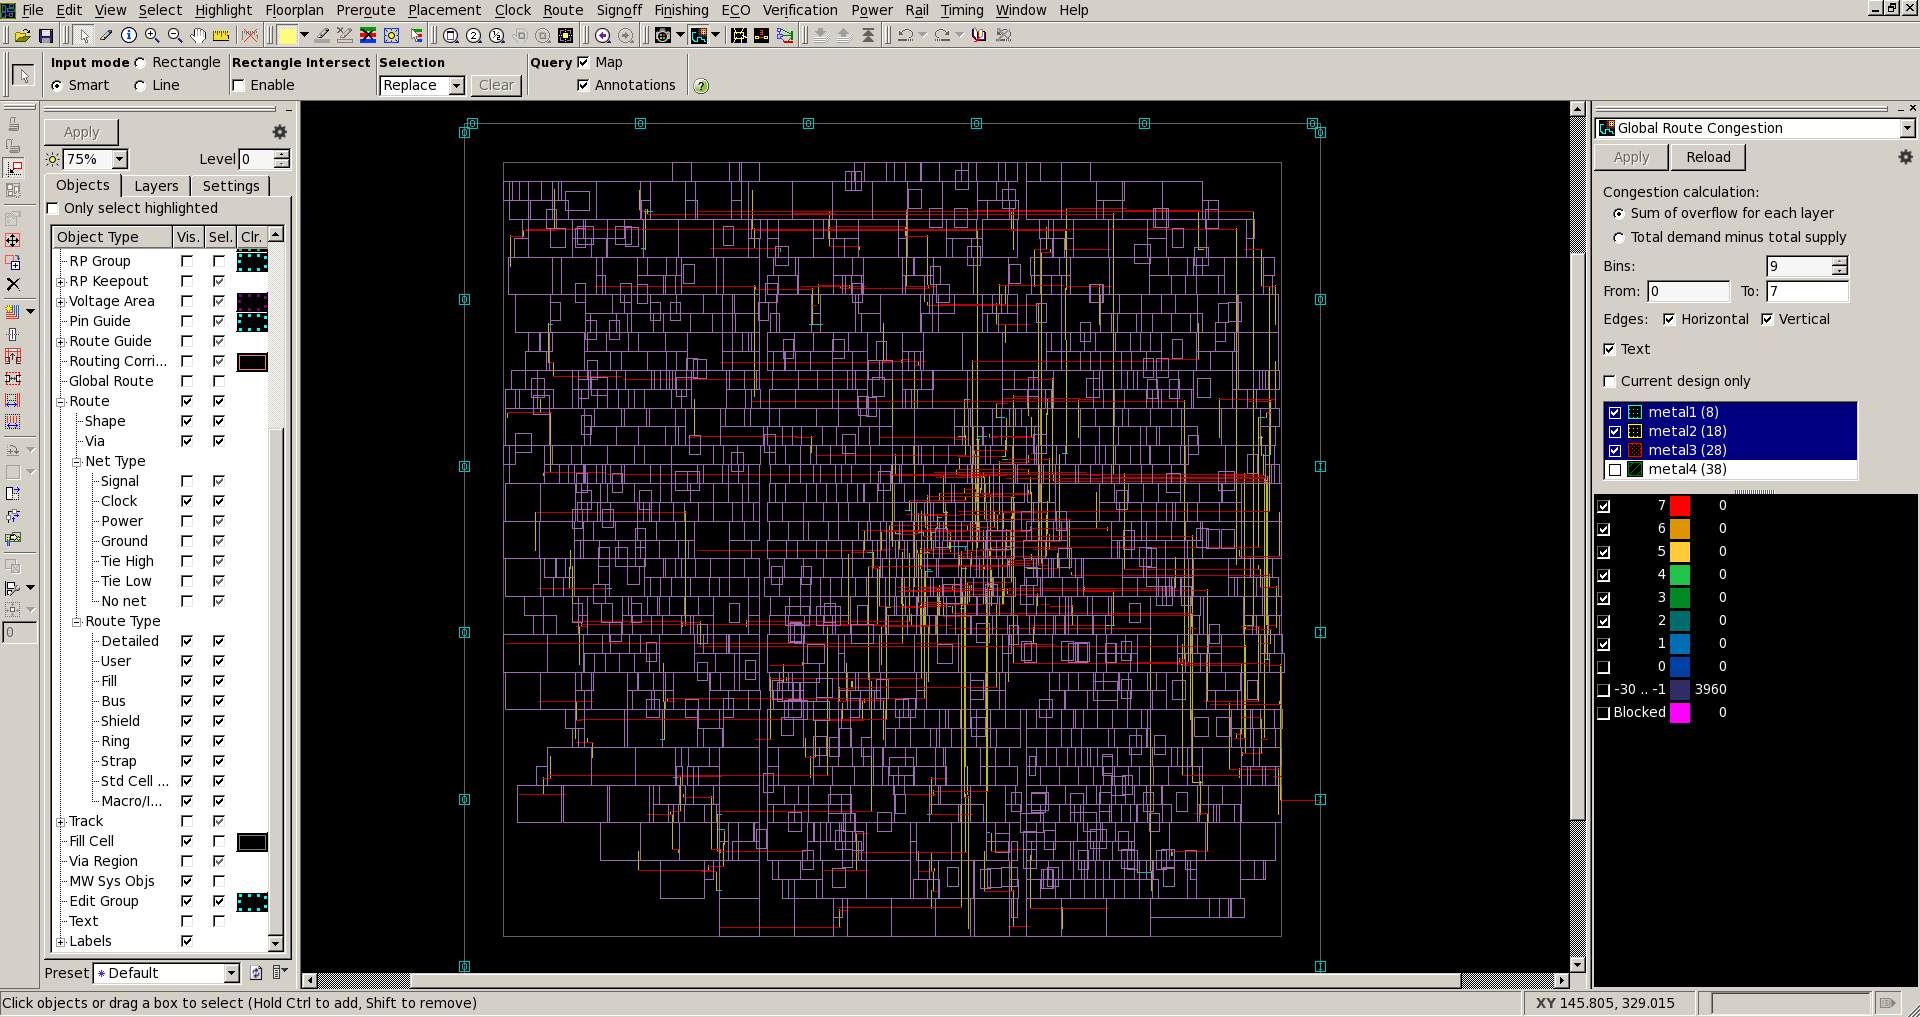 File Edit View Select Highlight Floorplan Preroute Placement Clock Route Signoff Finishing ECO Verification Power Rail Timing Window Help
Input mode Rectangle Rectangle Intersect Selection Query Map
Smart Line Enable Replace Clear Annotations
Apply
75% Level 0
Objects Layers Settings
Only select highlighted
Object Type Vis. Sel. Clr.
RP Group
RP Keepout
Voltage Area
Pin Guide
Route Guide
Routing Corri...
Global Route
Route
Shape
Via
Net Type
Signal
Clock
Power
Ground
Tie High
Tie Low
No net
Route Type
Detailed
User
Fill
Bus
Shield
Ring
Strap
Std Cell ...
Macro/I...
Track
Fill Cell
Via Region
MW Sys Objs
Edit Group
Text
Labels
Preset * Default
0
Global Route Congestion
Apply Reload
Congestion calculation:
Sum of overflow for each layer
Total demand minus total supply
Bins: 9
From: 0 To: 7
Edges: Horizontal Vertical
Text
Current design only
metal1 (8)
metal2 (18)
metal3 (28)
metal4 (38)
7 0
6 0
5 0
4 0
3 0
2 0
1 0
0 0
-30 .. -1 3960
Blocked 0
Click objects or drag a box to select (Hold Ctrl to add, Shift to remove)
XY 145.805, 329.015